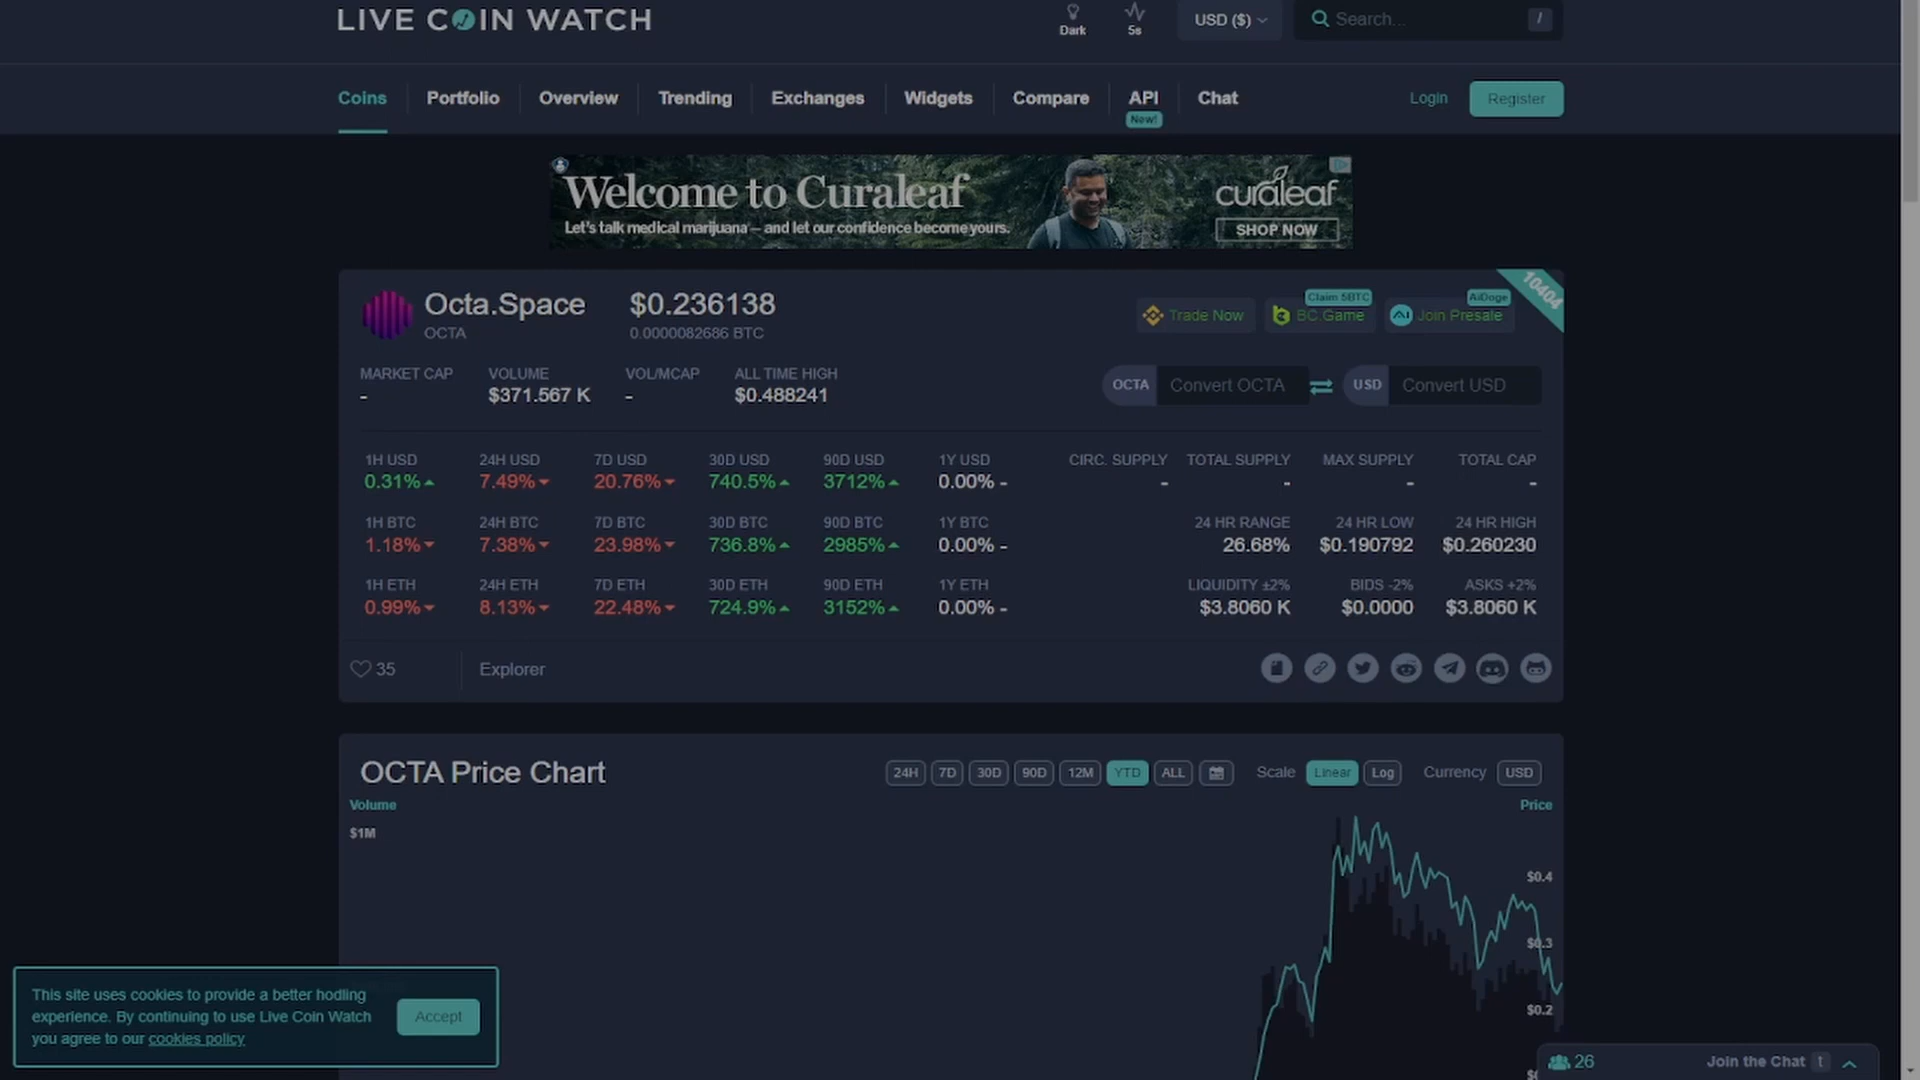 LIVE COIN WATCH
Dark
5s
USD ($)
Search...
/
Coins
Portfolio
Overview
Trending
Exchanges
Widgets
Compare
API
New!
Chat
Login
Register
Welcome to Curaleaf
Let's talk medical marijuana – and let our confidence become yours.
curaleaf
SHOP NOW
Octa.Space
OCTA
$0.236138
0.0000082686 BTC
Trade Now
Claim 5BTC
BC.Game
AiDoge
Join Presale
10404
MARKET CAP
-
VOLUME
$371.567 K
VOL/MCAP
-
ALL TIME HIGH
$0.488241
OCTA
Convert OCTA
USD
Convert USD
1H USD 24H USD 7D USD 30D USD 90D USD 1Y USD CIRC. SUPPLY TOTAL SUPPLY MAX SUPPLY TOTAL CAP
0.31% 7.49% 20.76% 740.5% 3712% 0.00% - - - - -
1H BTC 24H BTC 7D BTC 30D BTC 90D BTC 1Y BTC 24 HR RANGE 24 HR LOW 24 HR HIGH
1.18% 7.38% 23.98% 736.8% 2985% 0.00% - 26.68% $0.190792 $0.260230
1H ETH 24H ETH 7D ETH 30D ETH 90D ETH 1Y ETH LIQUIDITY ±2% BIDS -2% ASKS +2%
0.99% 8.13% 22.48% 724.9% 3152% 0.00% - $3.8060 K $0.0000 $3.8060 K
35
Explorer
OCTA Price Chart
24H 7D 30D 90D 12M YTD ALL
Scale Linear Log
Currency USD
Volume
Price
$1M
$0.4
$0.3
$0.2
This site uses cookies to provide a better hodling
experience. By continuing to use Live Coin Watch
you agree to our cookies policy
Accept
26
Join the Chat
t